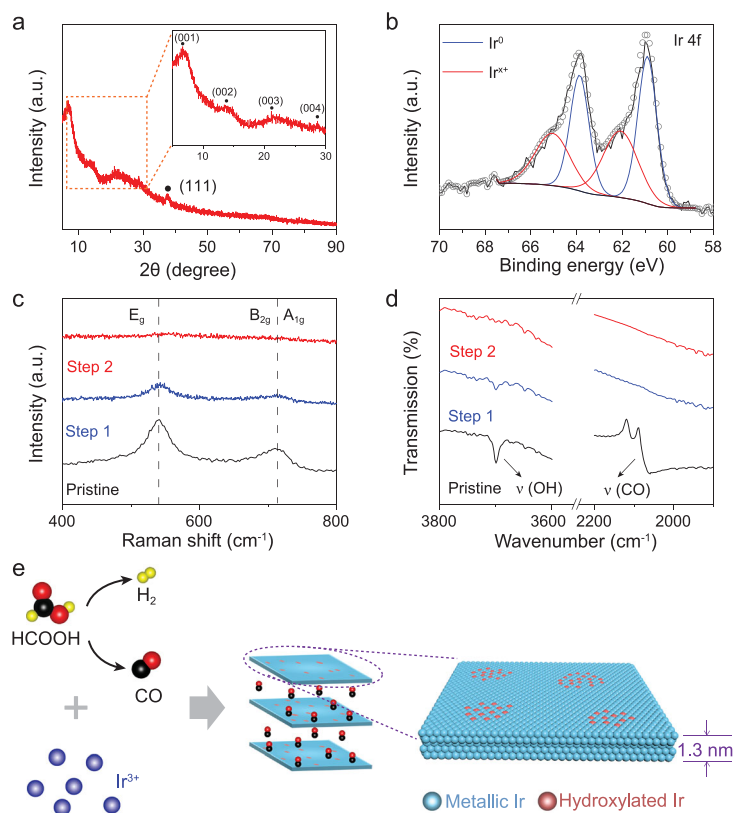 a
Intensity (a.u.)
(001)
(002)
(003)
(004)
10 20 30
(111)
10 30 50 70 90
2θ (degree)
b
Ir⁰
Irˣ⁺
Ir 4f
Intensity (a.u.)
70 68 66 64 62 60 58
Binding energy (eV)
c
E_g
B_2g
A_1g
Intensity (a.u.)
Step 2
Step 1
Pristine
400 500 600 700 800
Raman shift (cm⁻¹)
d
Transmission (%)
Step 2
Step 1
Pristine
ν (OH)
ν (CO)
3800 3600 2200 2000
Wavenumber (cm⁻¹)
e
HCOOH
H₂
CO
Ir³⁺
1.3 nm
Metallic Ir
Hydroxylated Ir